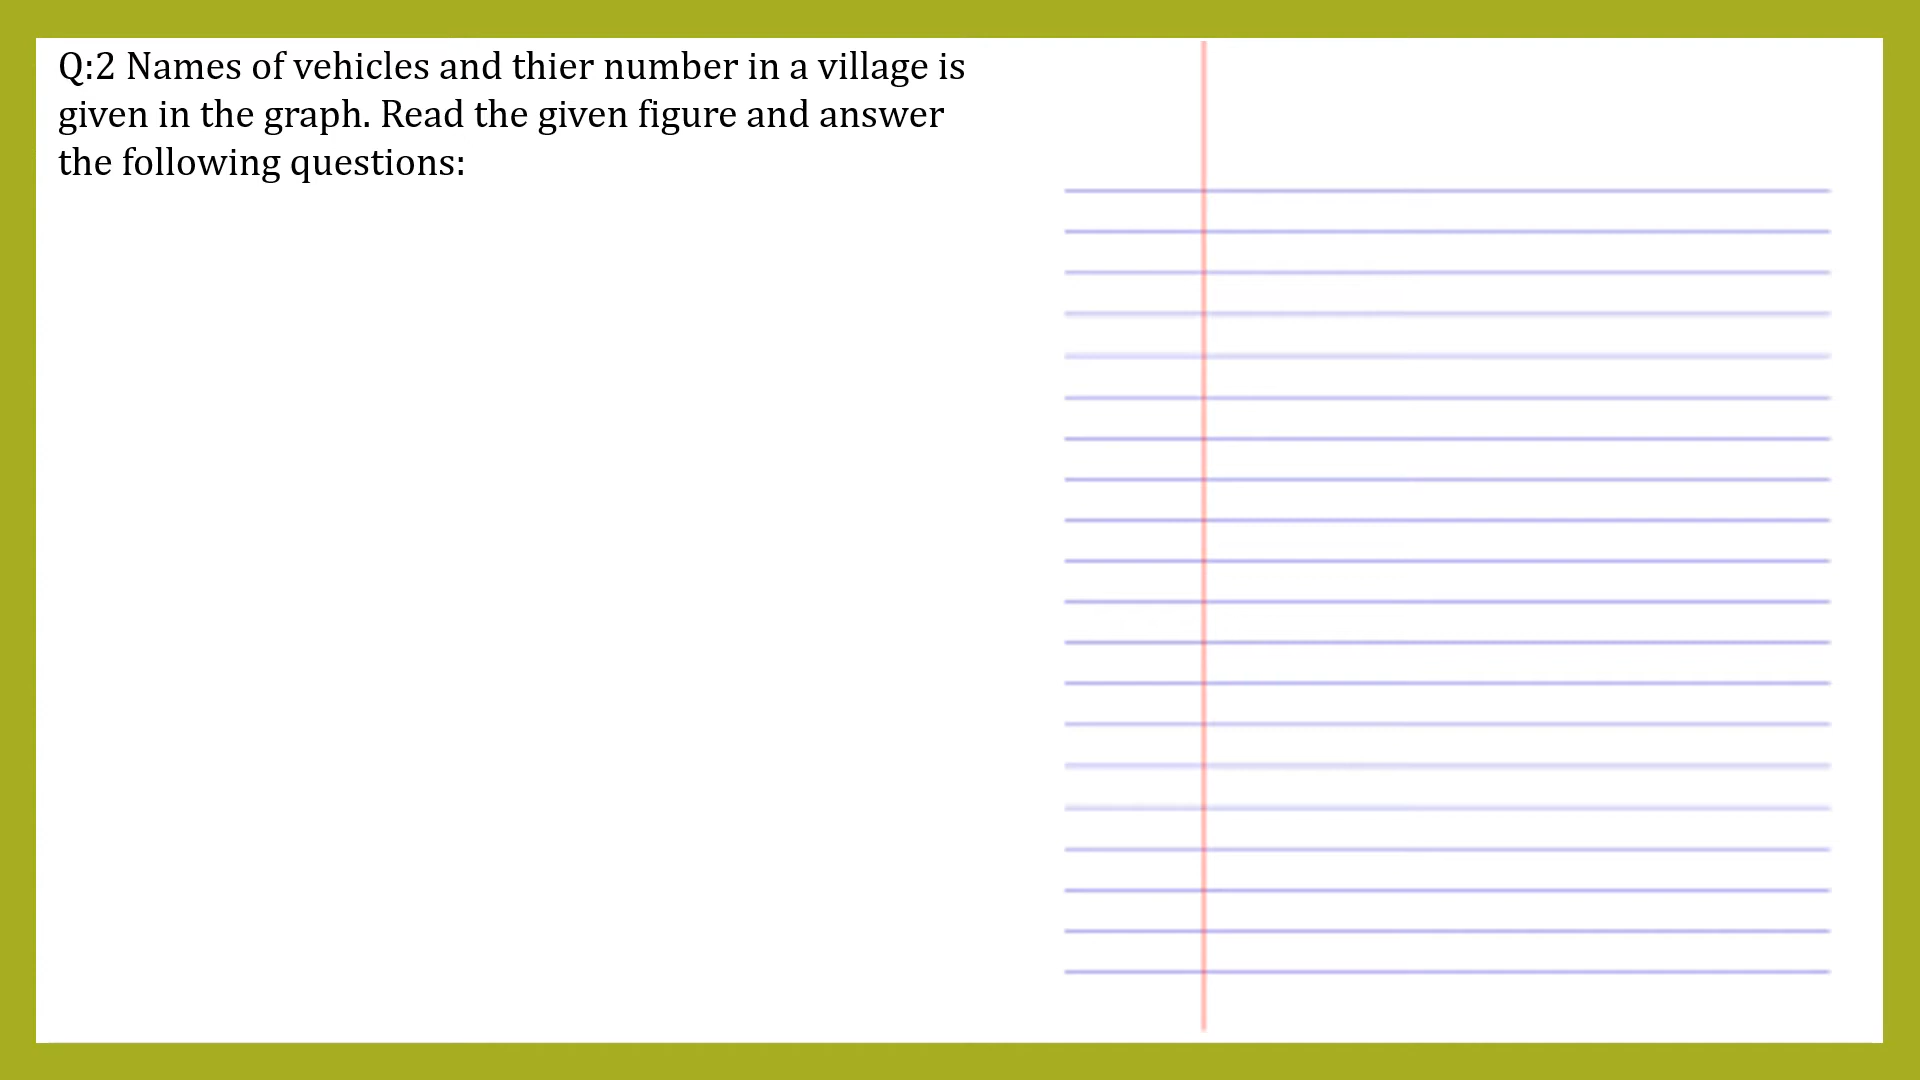 Q:2 Names of vehicles and thier number in a village is
given in the graph. Read the given figure and answer
the following questions: